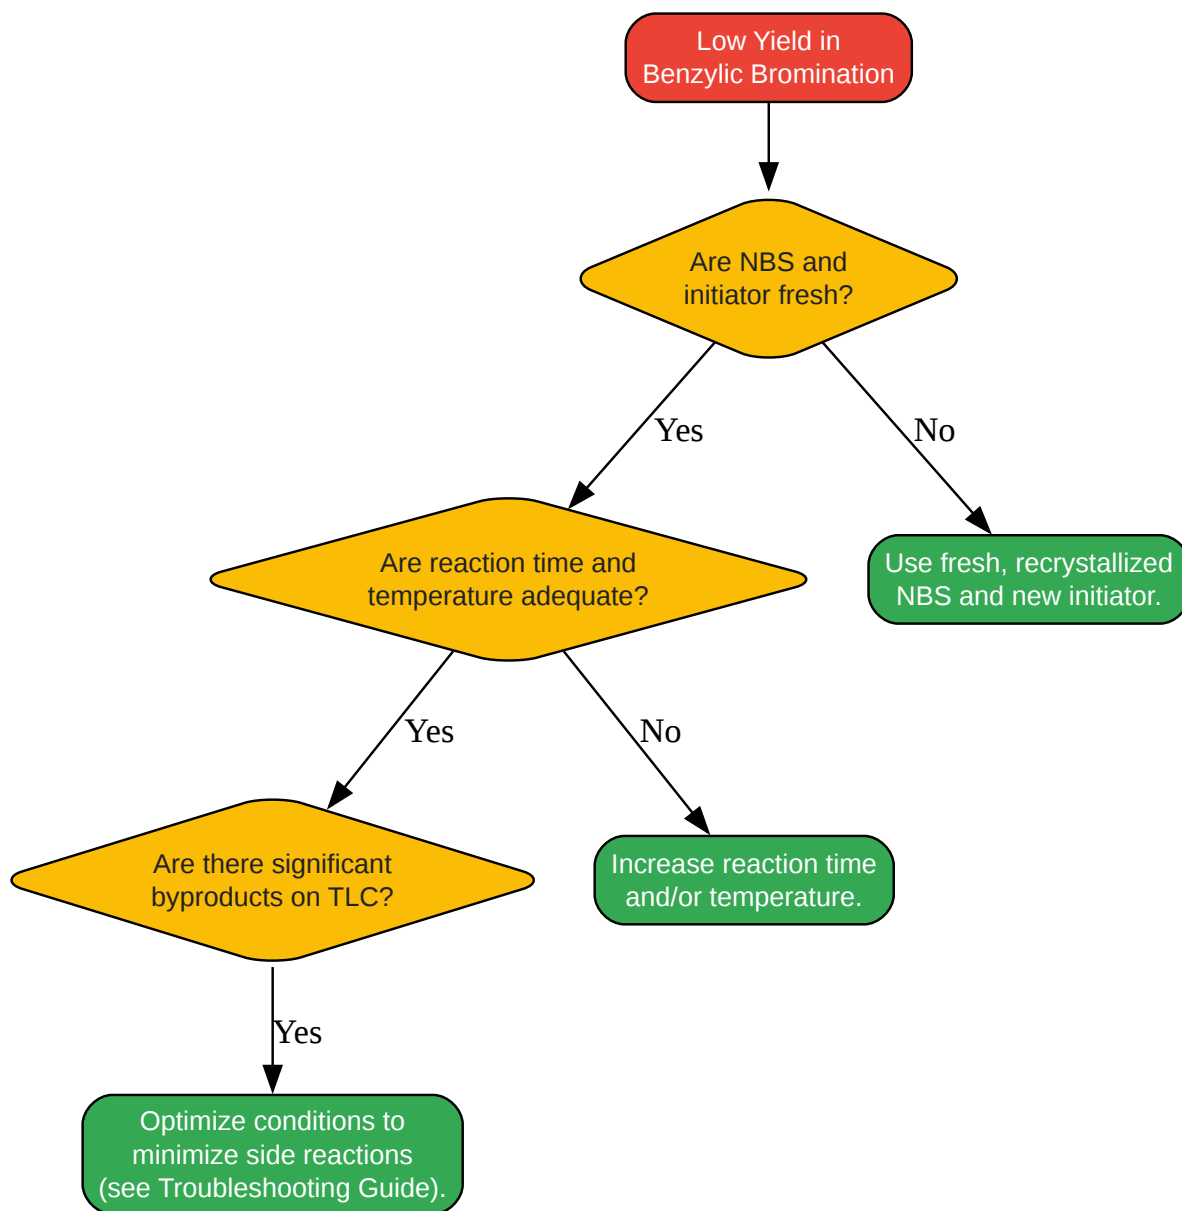 Low Yield in
Benzylic Bromination
Are NBS and
initiator fresh?
Yes
No
Are reaction time and
temperature adequate?
Use fresh, recrystallized
NBS and new initiator.
Yes
No
Are there significant
byproducts on TLC?
Increase reaction time
and/or temperature.
Yes
Optimize conditions to
minimize side reactions
(see Troubleshooting Guide).